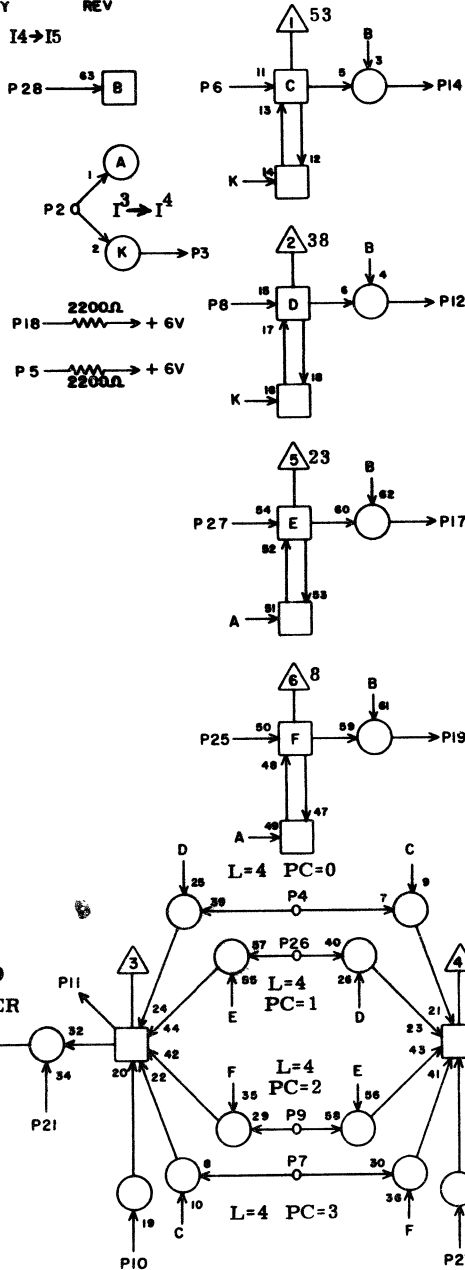 Y REV
I4→I5
P28 63 B
1 A
P2 I³→I⁴
2 K P3
2200Ω
P18 + 6V
P5 + 6V
2200Ω
1 53
B
P6 11 C 5 3 P14
13
12
K 14
2 38
B
P8 15 D 6 4 P12
17
18
K 16
5 23
B
P27 54 E 60 62 P17
52
53
A 51
6 8
B
P25 50 F 59 61 P19
48
47
A 49
L=4 PC=0
D C
25 9
39 P4 7
57 P26 40
55 26
L=4
PC=1
E D
3 4
P11
ER
24 21
44 23
32
20 42 43
22 41
34
P21
L=4
PC=2
F E
35 56
29 P9 58
8 P7 30
10 36
C F
L=4 PC=3
19
P10 P2